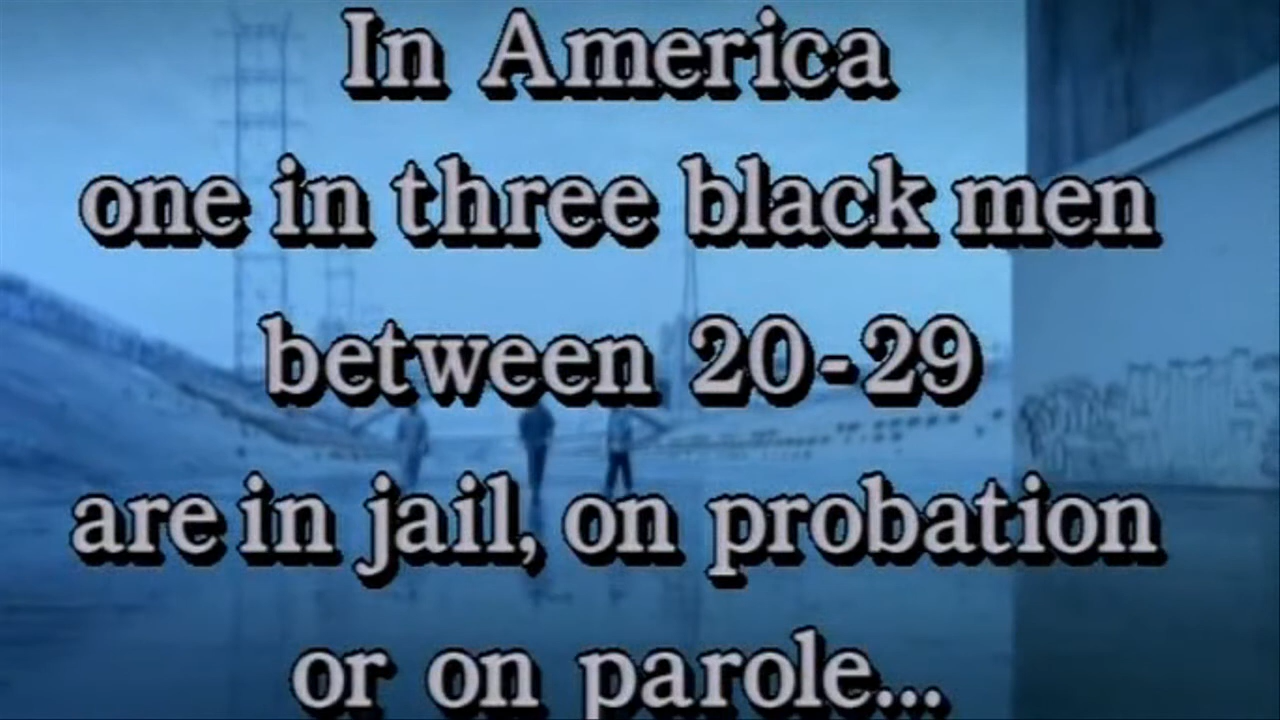 In America
one in three black men
between 20-29
are in jail, on probation
or on parole...